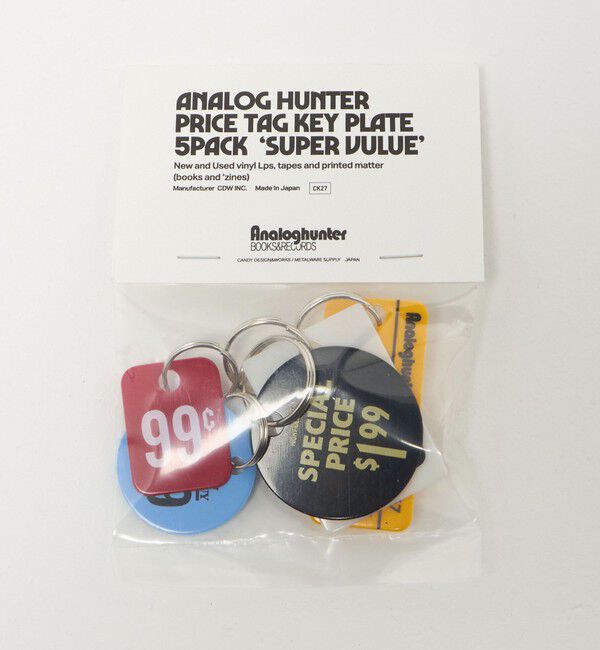 ANALOG HUNTER
PRICE TAG KEY PLATE
5PACK 'SUPER VULUE'
New and Used vinyl Lps, tapes and printed matter
(books and 'zines)
Manufacturer CDW INC. Made In Japan CK27
Analoghunter
BOOKS&RECORDS
CANDY DESIGN&WORKS / METALWARE SUPPLY JAPAN
99¢
SPECIAL
PRICE
$1.99
Analoghunter